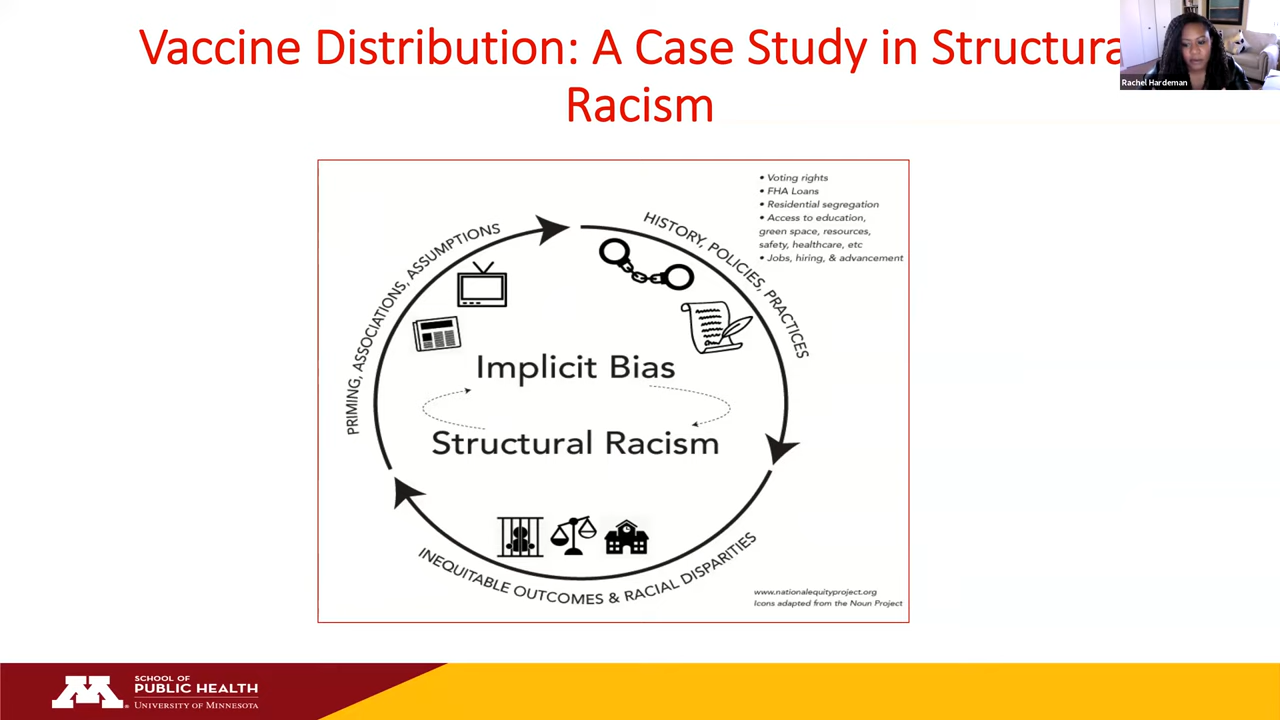 Vaccine Distribution: A Case Study in Structura
Racism
Rachel Hardeman
• Voting rights
• FHA Loans
• Residential segregation
• Access to education,
green space, resources,
safety, healthcare, etc
• Jobs, hiring, & advancement
PRIMING, ASSOCIATIONS, ASSUMPTIONS
HISTORY, POLICIES, PRACTICES
Implicit Bias
Structural Racism
INEQUITABLE OUTCOMES & RACIAL DISPARITIES
www.nationalequityproject.org
Icons adapted from the Noun Project
M
SCHOOL OF
PUBLIC HEALTH
UNIVERSITY OF MINNESOTA